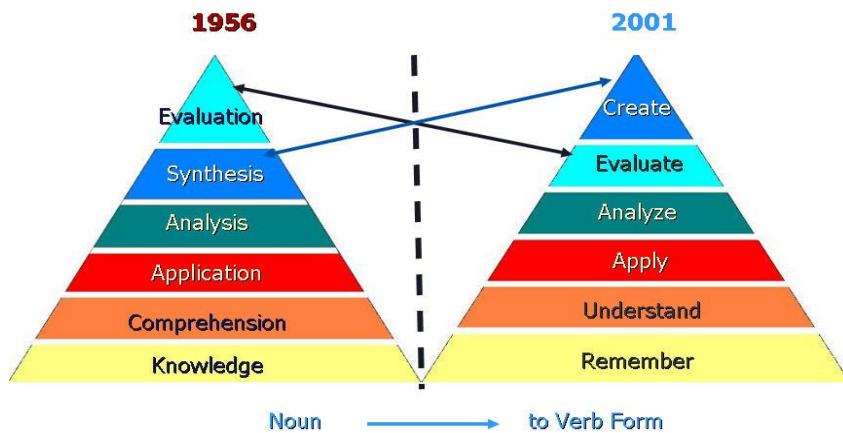 1956
Evaluation
Synthesis
Analysis
Application
Comprehension
Knowledge
2001
Create
Evaluate
Analyze
Apply
Understand
Remember
Noun to Verb Form